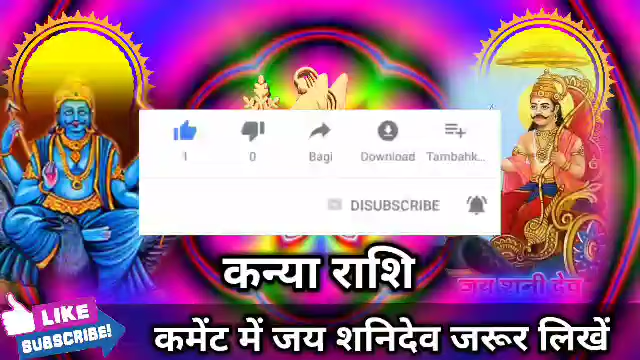 1 0 Bagi Download Tambahk...
DISUBSCRIBE
कन्या राशि
जय शनी देव
LIKE
SUBSCRIBE!
कमेंट में जय शनिदेव जरूर लिखें